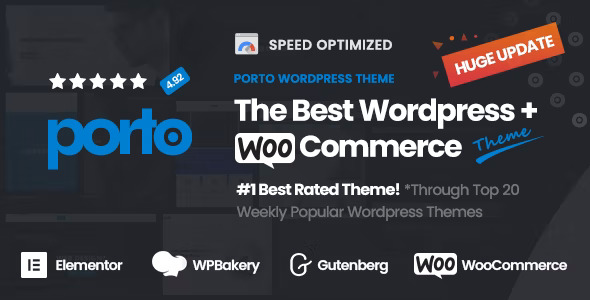 SPEED OPTIMIZED
HUGE UPDATE
4.92
PORTO WORDPRESS THEME
porto
The Best Wordpress +
WOO Commerce Theme
#1 Best Rated Theme! *Through Top 20
Weekly Popular Wordpress Themes
Elementor
WPBakery
Gutenberg
WOO WooCommerce